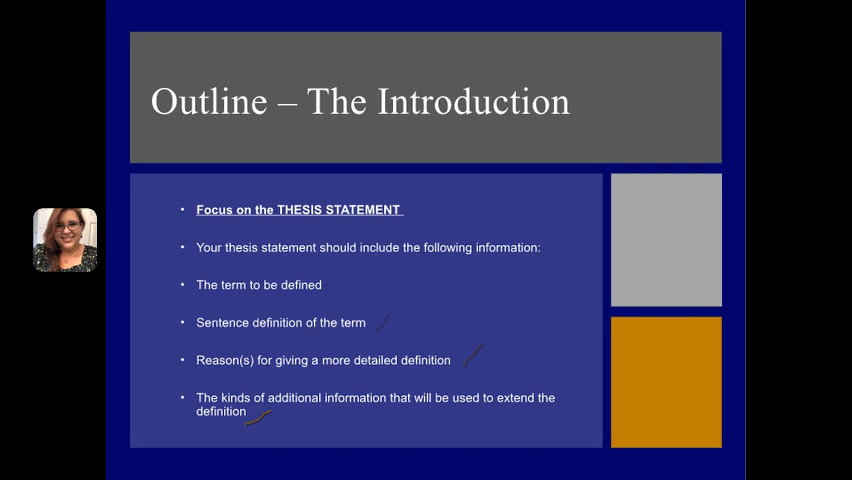 Outline – The Introduction
• Focus on the THESIS STATEMENT
• Your thesis statement should include the following information:
• The term to be defined
• Sentence definition of the term
• Reason(s) for giving a more detailed definition
• The kinds of additional information that will be used to extend the
definition